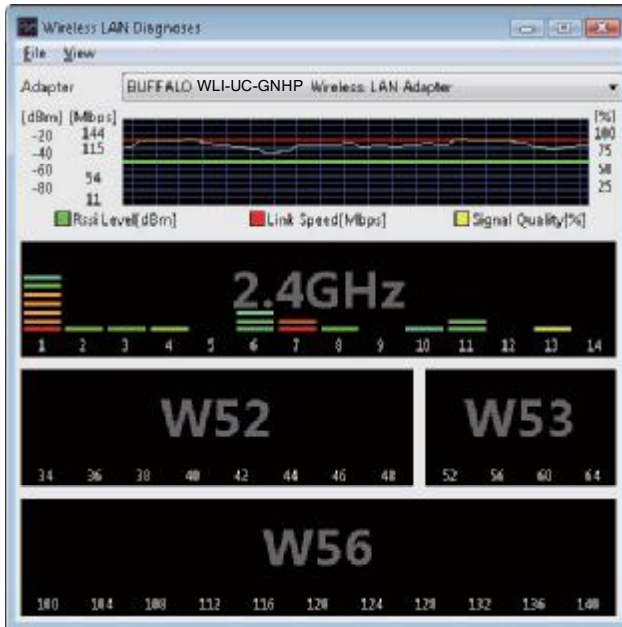 Wireless LAN Diagnoses
File View
Adapter BUFFALO WLI-UC-GNHP Wireless LAN Adapter
[dBm] [Mbps] [%]
-20 144 100
-40 115 75
-60 50
-80 54 25
11
Rssi Level[dBm] Link Speed[Mbps] Signal Quality[%]
2.4GHz
1 2 3 4 5 6 7 8 9 10 11 12 13 14
W52 W53
34 36 38 40 42 44 46 48 52 56 60 64
W56
100 104 108 112 116 120 124 128 132 136 140